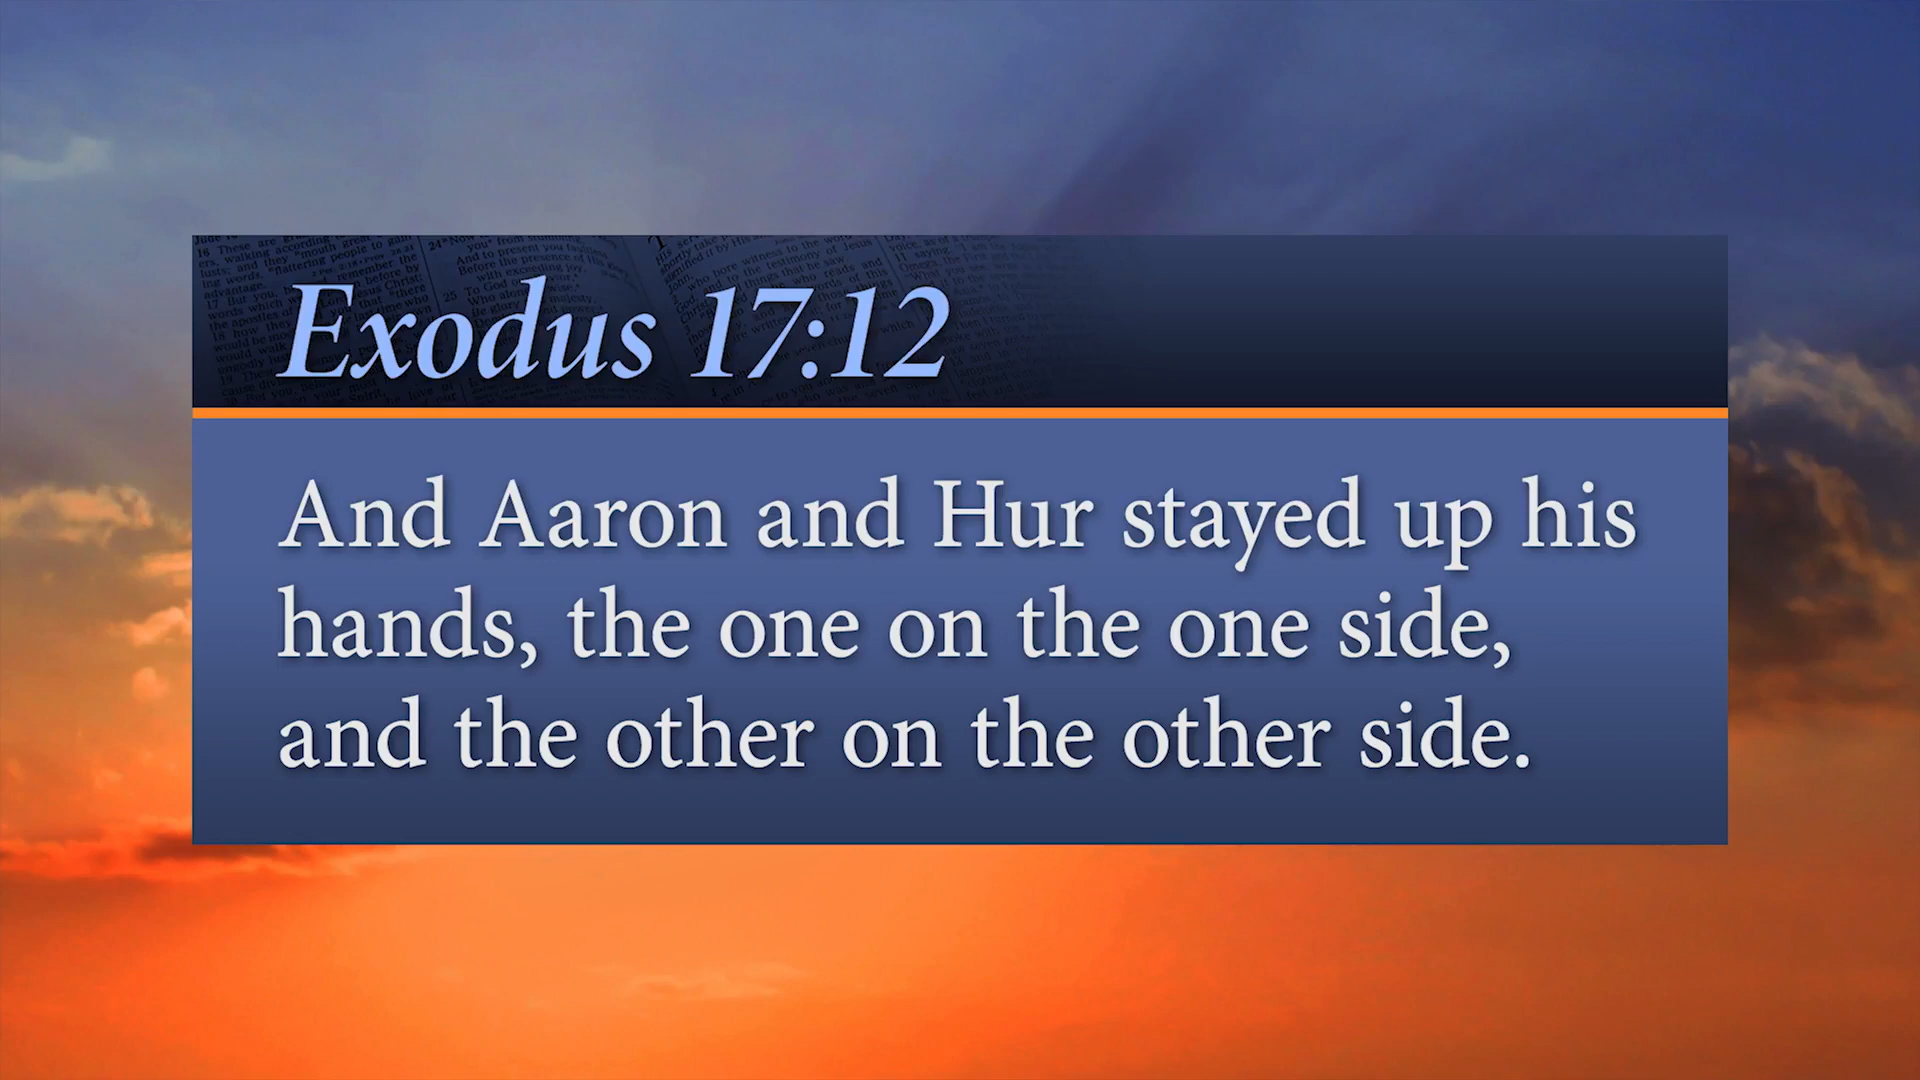 Exodus 17:12
And Aaron and Hur stayed up his
hands, the one on the one side,
and the other on the other side.